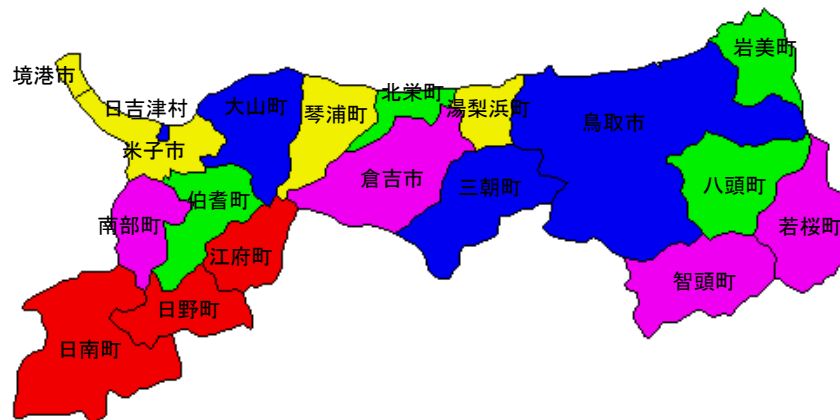 岩美町
境港市
日吉津村
大山町
琴浦町
北栄町
湯梨浜町
鳥取市
米子市
倉吉市
三朝町
八頭町
伯耆町
南部町
若桜町
江府町
智頭町
日野町
日南町